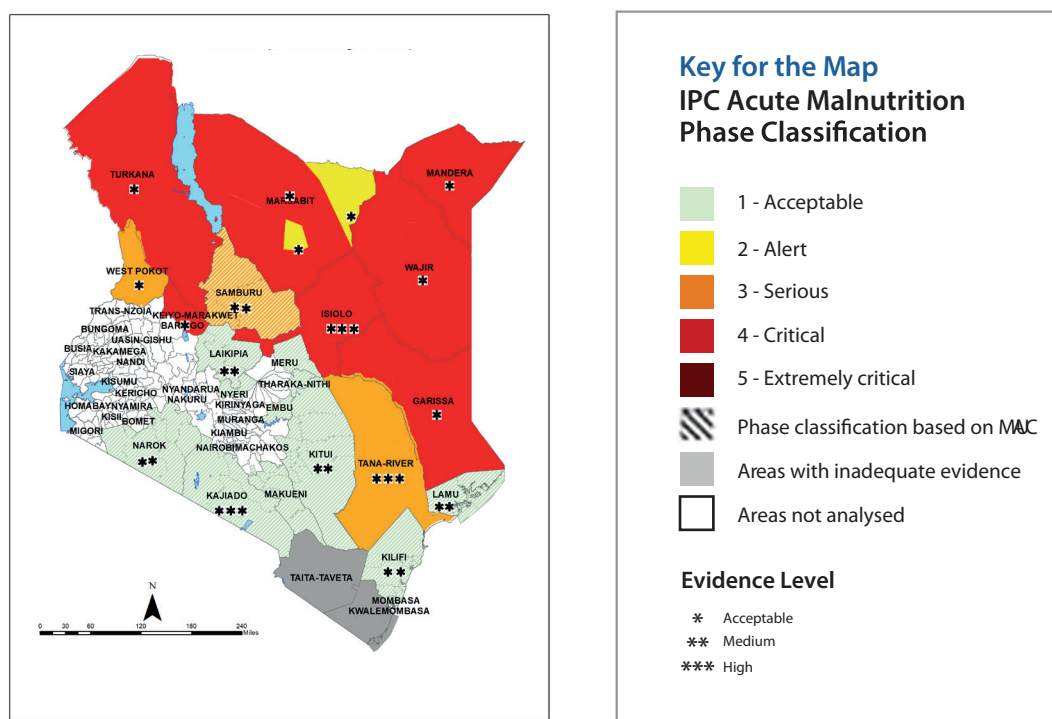 TURKANA
*
MANDERA
*
MARSABIT
*
*
*
WAJIR
*
WEST POKOT
*
SAMBURU
**
ISIOLO
***
TRANS-NZOIA
KEIYO-MARAKWET
BARINGO
*
BUNGOMA
UASIN-GISHU
BUSIA
KAKAMEGA
NANDI
SIAYA
LAIKIPIA
**
MERU
KISUMU
KERICHO
NYANDARUA
NAKURU
NYERI
THARAKA-NITHI
HOMABAY
NYAMIRA
KISII
BOMET
KIRINYAGA
EMBU
MIGORI
MURANGA
KIAMBU
GARISSA
*
NAROK
**
NAIROBI
MACHAKOS
KITUI
**
TANA-RIVER
***
KAJIADO
***
MAKUENI
LAMU
**
KILIFI
**
TAITA-TAVETA
MOMBASA
KWALEMOMBASA
N
0 30 60 120 180 240
Miles
Key for the Map
IPC Acute Malnutrition
Phase Classification
1 - Acceptable
2 - Alert
3 - Serious
4 - Critical
5 - Extremely critical
Phase classification based on MUAC
Areas with inadequate evidence
Areas not analysed
Evidence Level
* Acceptable
** Medium
*** High